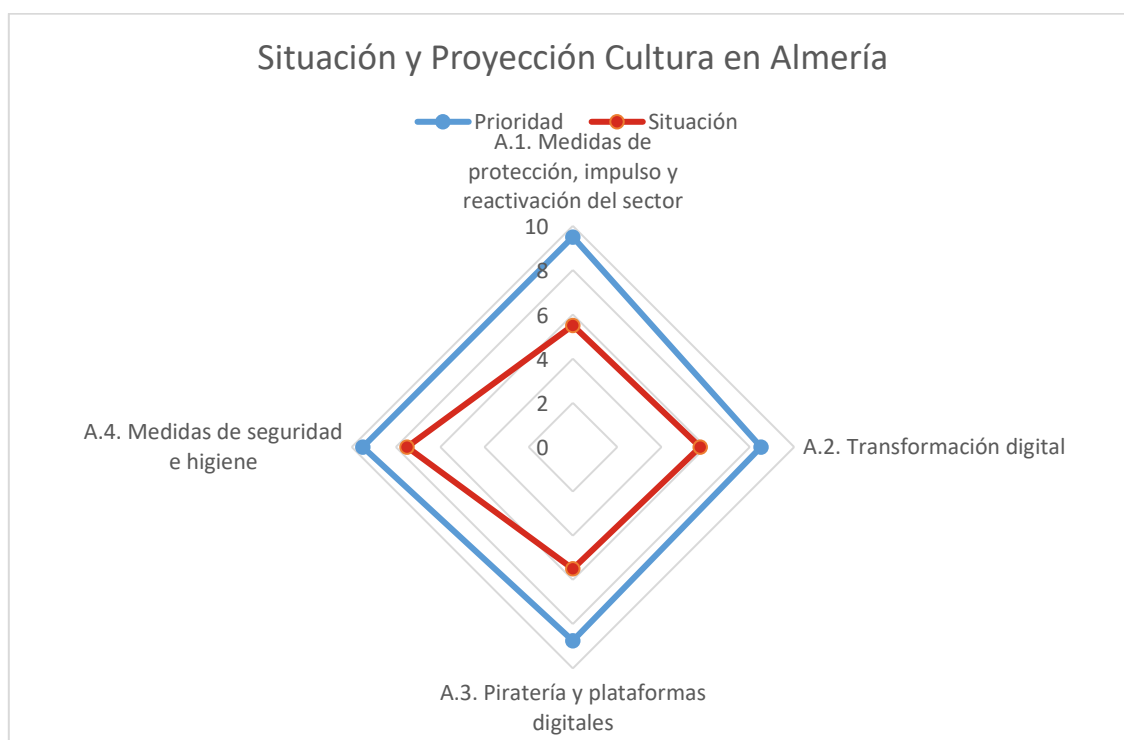 Situación y Proyección Cultura en Almería
Prioridad Situación
A.1. Medidas de
protección, impulso y
reactivación del sector
10
8
6
4
2
0
A.4. Medidas de seguridad
e higiene
A.2. Transformación digital
A.3. Piratería y plataformas
digitales